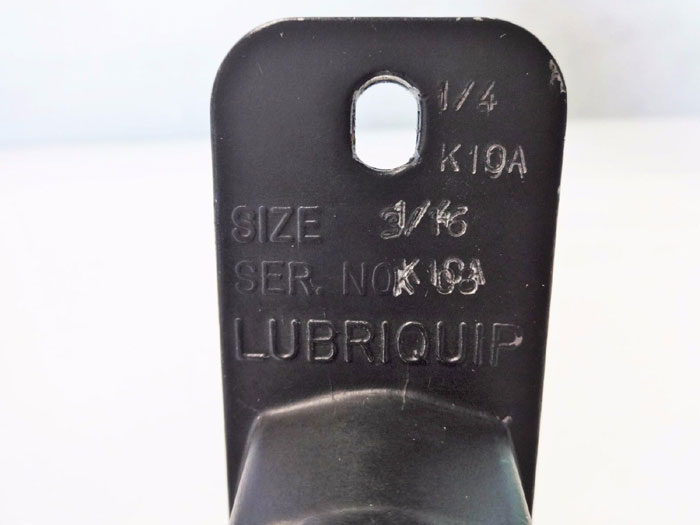 1/4
K19A
SIZE
SER. NO.
LUBRIQUIP